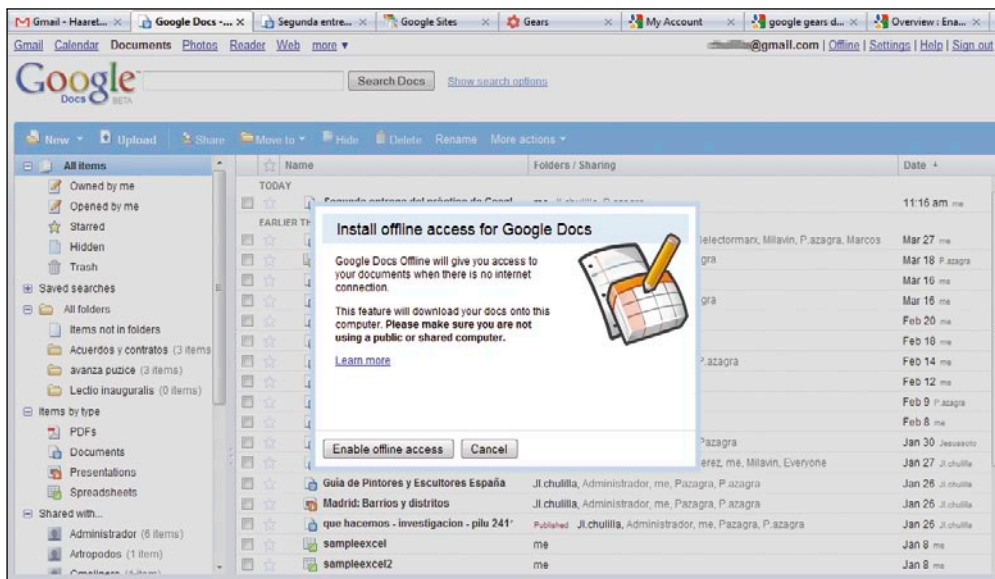 Gmail - Haaret... Google Docs -... Segunda entre... Google Sites Gears My Account google gears d... Overview : Ena...
Gmail Calendar Documents Photos Reader Web more ▼ @gmail.com | Offline | Settings | Help | Sign out
Google
Docs BETA
Search Docs Show search options
New Upload Share Move to Hide Delete Rename More actions
All items Name Folders / Sharing Date
Owned by me TODAY
Opened by me 11:16 am me
Starred EARLIER TH
Install offline access for Google Docs
Google Docs Offline will give you access to
your documents when there is no internet
connection.
This feature will download your docs onto this
computer. Please make sure you are not
using a public or shared computer.
Learn more
Enable offline access Cancel
Hidden
Trash
Saved searches
All folders
Items not in folders
Acuerdos y contratos (3 items
avanza puzice (3 items)
Lectio inauguralis (0 items)
Items by type
PDFs
Documents
Presentations
Spreadsheets
Shared with...
Administrador (6 items)
Artropodos (1 item)
Milavin, P.azagra, Marcos Mar 27 me
gra Mar 18 P.azagra
Mar 16 me
gra Mar 16 me
Feb 20 me
Feb 18 me
P.azagra Feb 14 me
Feb 12 me
Feb 9 P.azagra
Feb 8 me
Pazagra Jan 30
erez, me, Milavin, Everyone Jan 27 Jl.chulilla
Guia de Pintores y Escultores España Jl.chulilla, Administrador, me, Pazagra, P.azagra Jan 26 Jl.chulilla
Madrid: Barrios y distritos Jl.chulilla, Administrador, me, Pazagra, P.azagra Jan 26 Jl.chulilla
que hacemos - investigacion - pilu 241 Published Jl.chulilla, Administrador, me, Pazagra, P.azagra Jan 26 Jl.chulilla
sampleexcel me Jan 8 me
sampleexcel2 me Jan 8 me